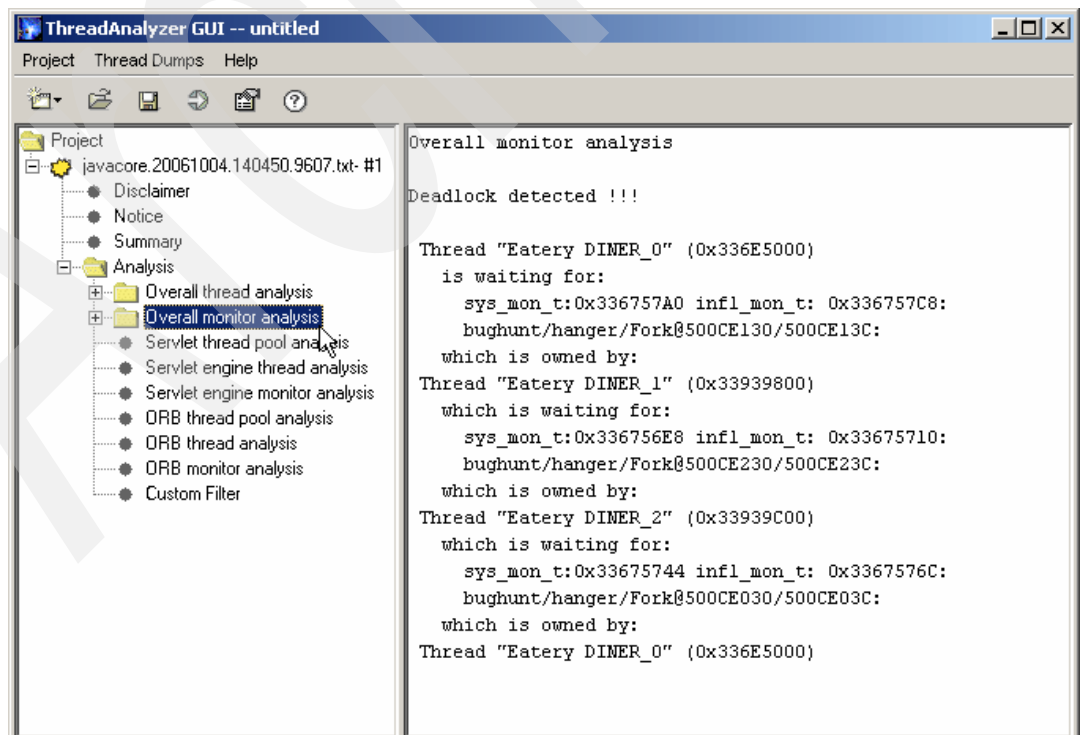 ThreadAnalyzer GUI -- untitled
Project Thread Dumps Help
Project
javacore.20061004.140450.9607.txt- #1
Disclaimer
Notice
Summary
Analysis
Overall thread analysis
Overall monitor analysis
Servlet thread pool analysis
Servlet engine thread analysis
Servlet engine monitor analysis
ORB thread pool analysis
ORB thread analysis
ORB monitor analysis
Custom Filter
Overall monitor analysis
Deadlock detected !!!
Thread "Eatery DINER_0" (0x336E5000)
is waiting for:
sys_mon_t:0x336757A0 infl_mon_t: 0x336757C8:
bughunt/hanger/Fork@500CE130/500CE13C:
which is owned by:
Thread "Eatery DINER_1" (0x33939800)
which is waiting for:
sys_mon_t:0x336756E8 infl_mon_t: 0x33675710:
bughunt/hanger/Fork@500CE230/500CE23C:
which is owned by:
Thread "Eatery DINER_2" (0x33939C00)
which is waiting for:
sys_mon_t:0x33675744 infl_mon_t: 0x3367576C:
bughunt/hanger/Fork@500CE030/500CE03C:
which is owned by:
Thread "Eatery DINER_0" (0x336E5000)